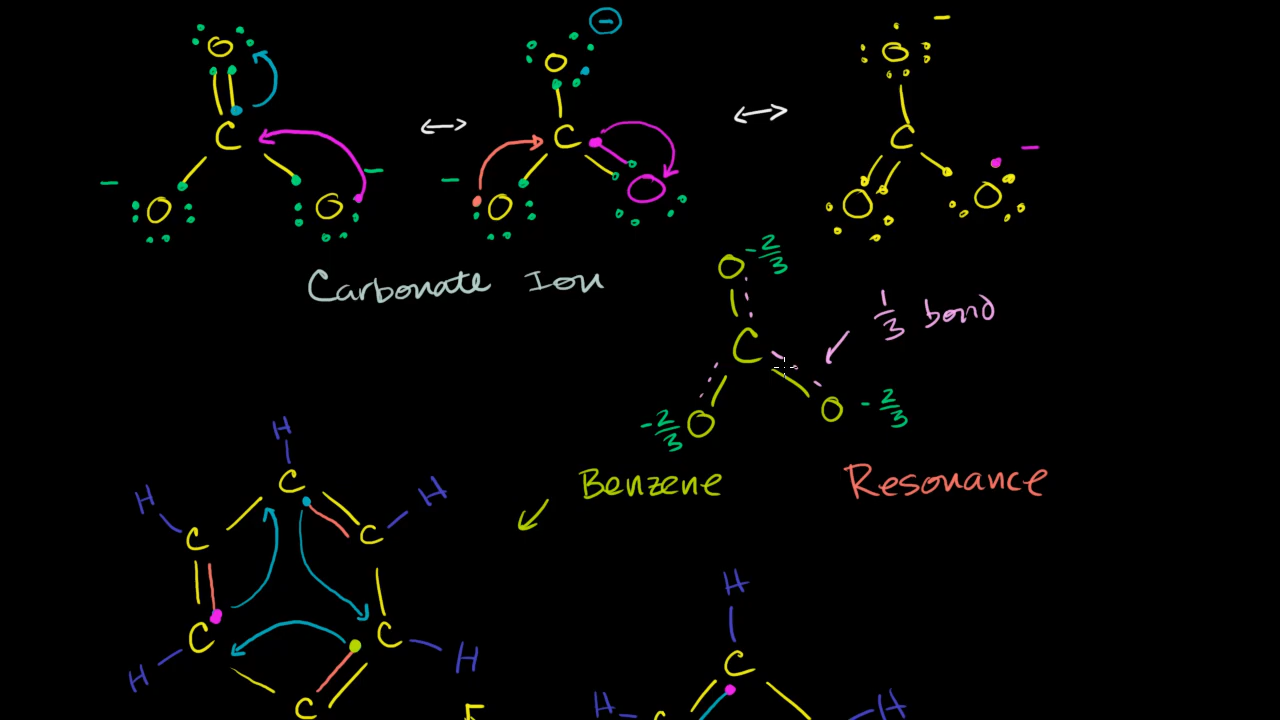 O
C
O
O
−
−
O
−
C
O
O
−
O
−
C
O
O
−
Carbonate Ion
O -2/3
C
1/3 bond
O -2/3
-2/3 O
Benzene
Resonance
H
C
H
H
C
C
C
C
H
H
C
H
C
H
H
C